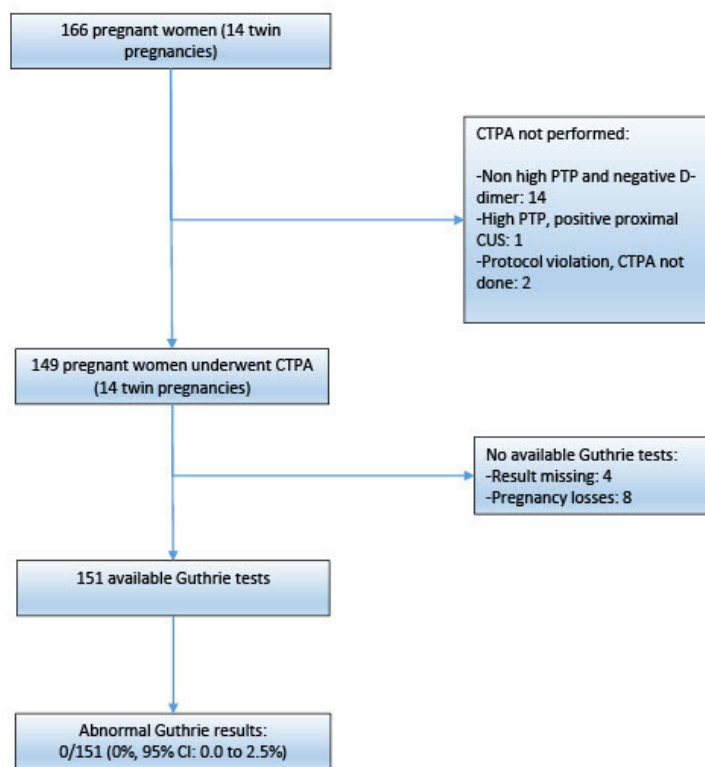 166 pregnant women (14 twin
pregnancies)
CTPA not performed:
-Non high PTP and negative D-
dimer: 14
-High PTP, positive proximal
CUS: 1
-Protocol violation, CTPA not
done: 2
149 pregnant women underwent CTPA
(14 twin pregnancies)
No available Guthrie tests:
-Result missing: 4
-Pregnancy losses: 8
151 available Guthrie tests
Abnormal Guthrie results:
0/151 (0%, 95% CI: 0.0 to 2.5%)